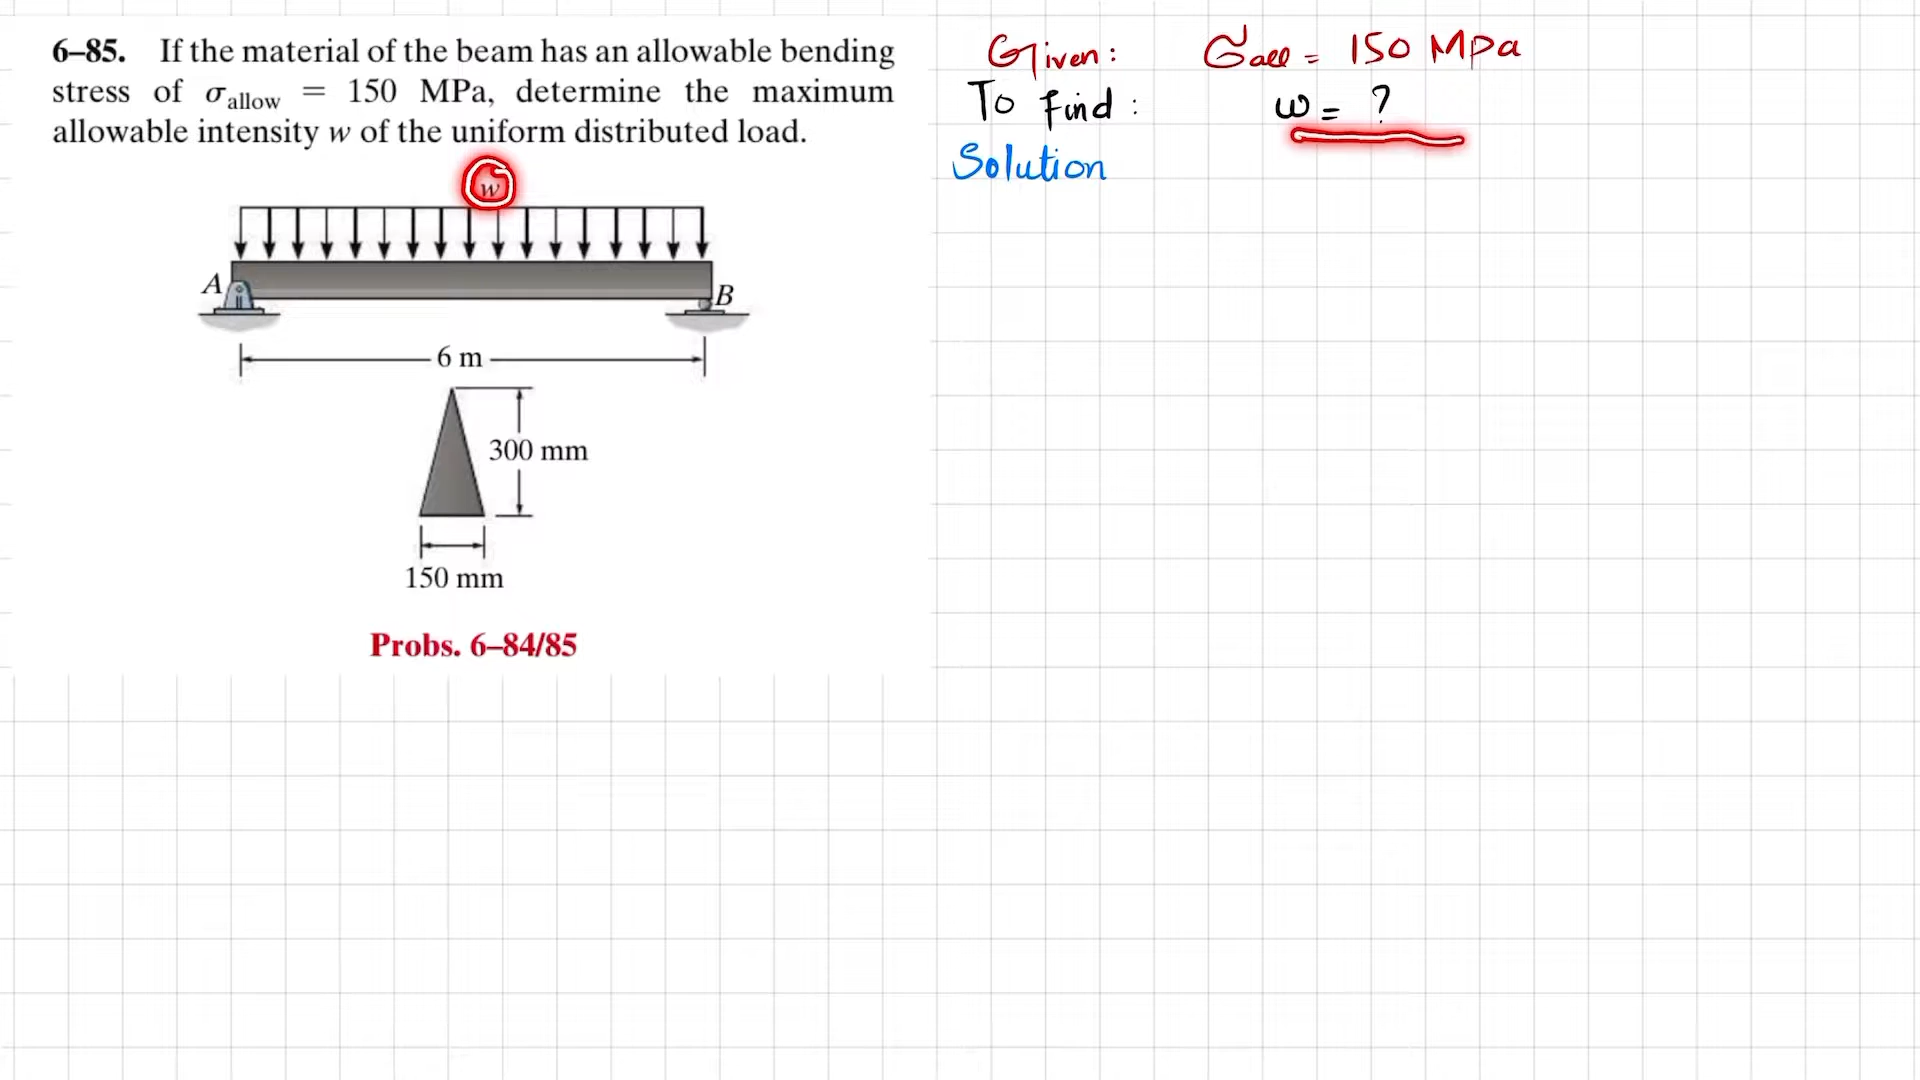 6–85. If the material of the beam has an allowable bending
stress of σallow = 150 MPa, determine the maximum
allowable intensity w of the uniform distributed load.
w
A
B
6 m
300 mm
150 mm
Probs. 6–84/85
Given: σall = 150 MPa
To Find: w = ?
Solution